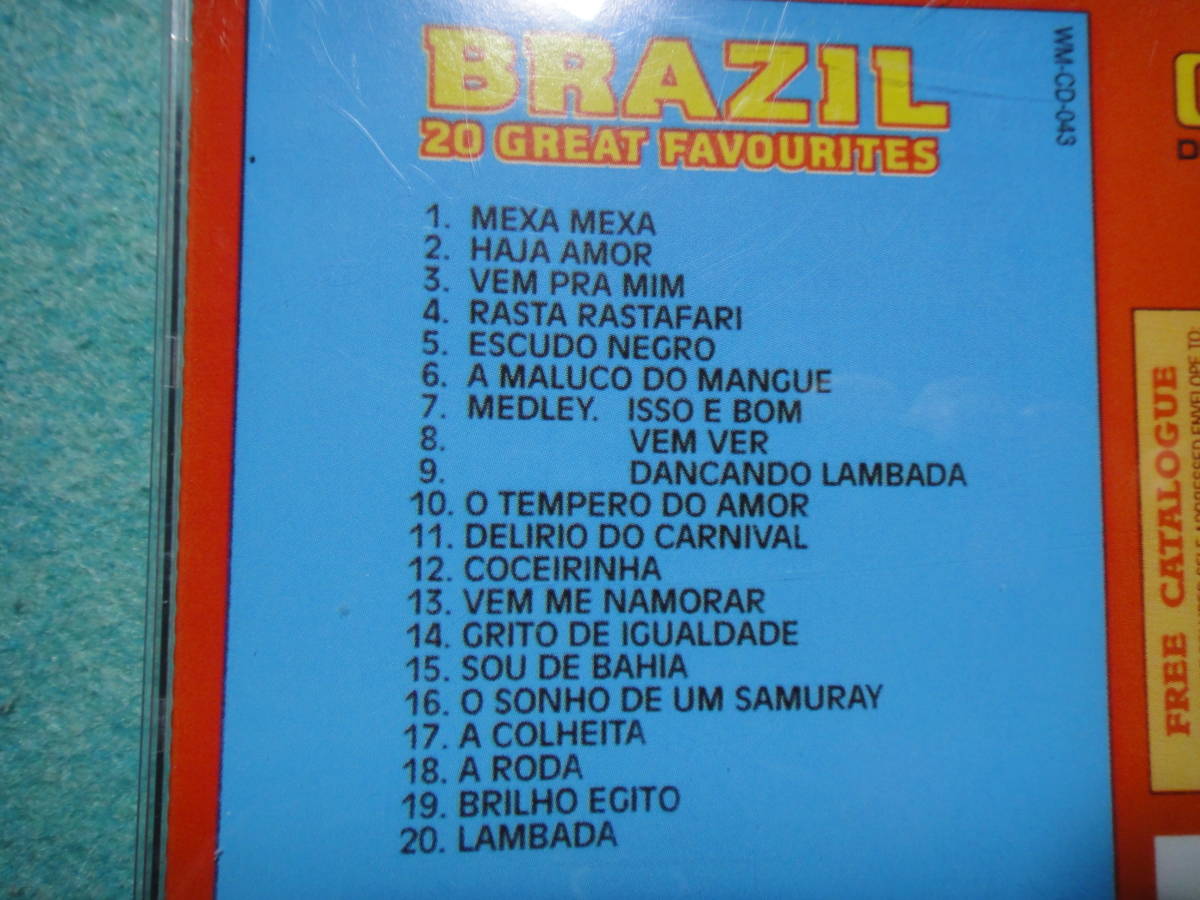 BRAZIL
20 GREAT FAVOURITES
WM-CD-043
1. MEXA MEXA
2. HAJA AMOR
3. VEM PRA MIM
4. RASTA RASTAFARI
5. ESCUDO NEGRO
6. A MALUCO DO MANGUE
7. MEDLEY. ISSO E BOM
8. VEM VER
9. DANCANDO LAMBADA
10. O TEMPERO DO AMOR
11. DELIRIO DO CARNIVAL
12. COCEIRINHA
13. VEM ME NAMORAR
14. GRITO DE IGUALDADE
15. SOU DE BAHIA
16. O SONHO DE UM SAMURAY
17. A COLHEITA
18. A RODA
19. BRILHO EGITO
20. LAMBADA
FREE CATALOGUE
ENVELOPE TO